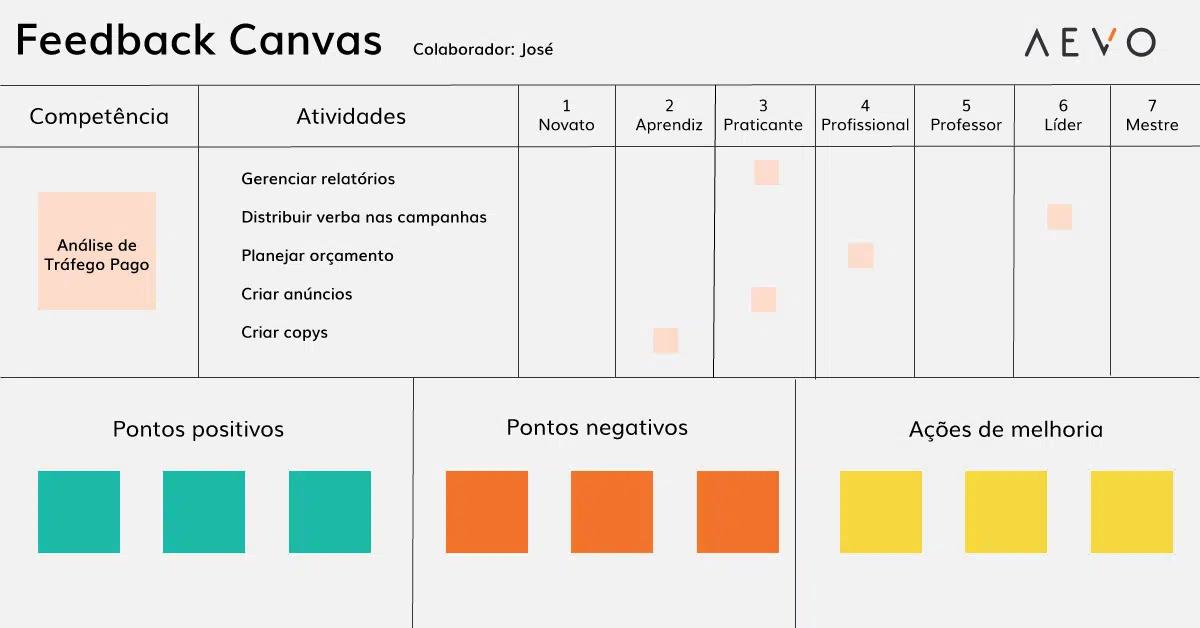 Feedback Canvas
Colaborador: José
AEVO
Competência
Atividades
1
Novato
2
Aprendiz
3
Praticante
4
Profissional
5
Professor
6
Líder
7
Mestre
Análise de
Tráfego Pago
Gerenciar relatórios
Distribuir verba nas campanhas
Planejar orçamento
Criar anúncios
Criar copys
Pontos positivos
Pontos negativos
Ações de melhoria